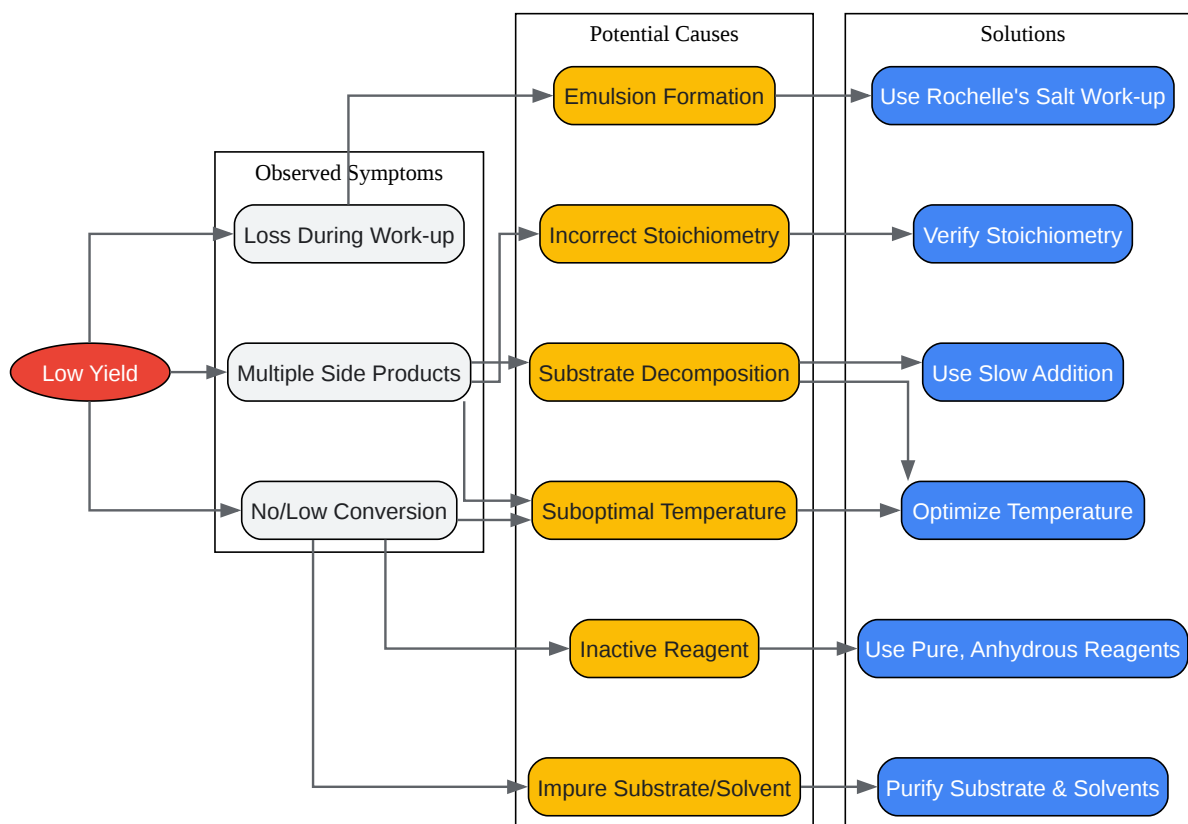 Potential Causes
Solutions
Emulsion Formation
Use Rochelle's Salt Work-up
Observed Symptoms
Loss During Work-up
Incorrect Stoichiometry
Verify Stoichiometry
Low Yield
Multiple Side Products
Substrate Decomposition
Use Slow Addition
No/Low Conversion
Suboptimal Temperature
Optimize Temperature
Inactive Reagent
Use Pure, Anhydrous Reagents
Impure Substrate/Solvent
Purify Substrate & Solvents